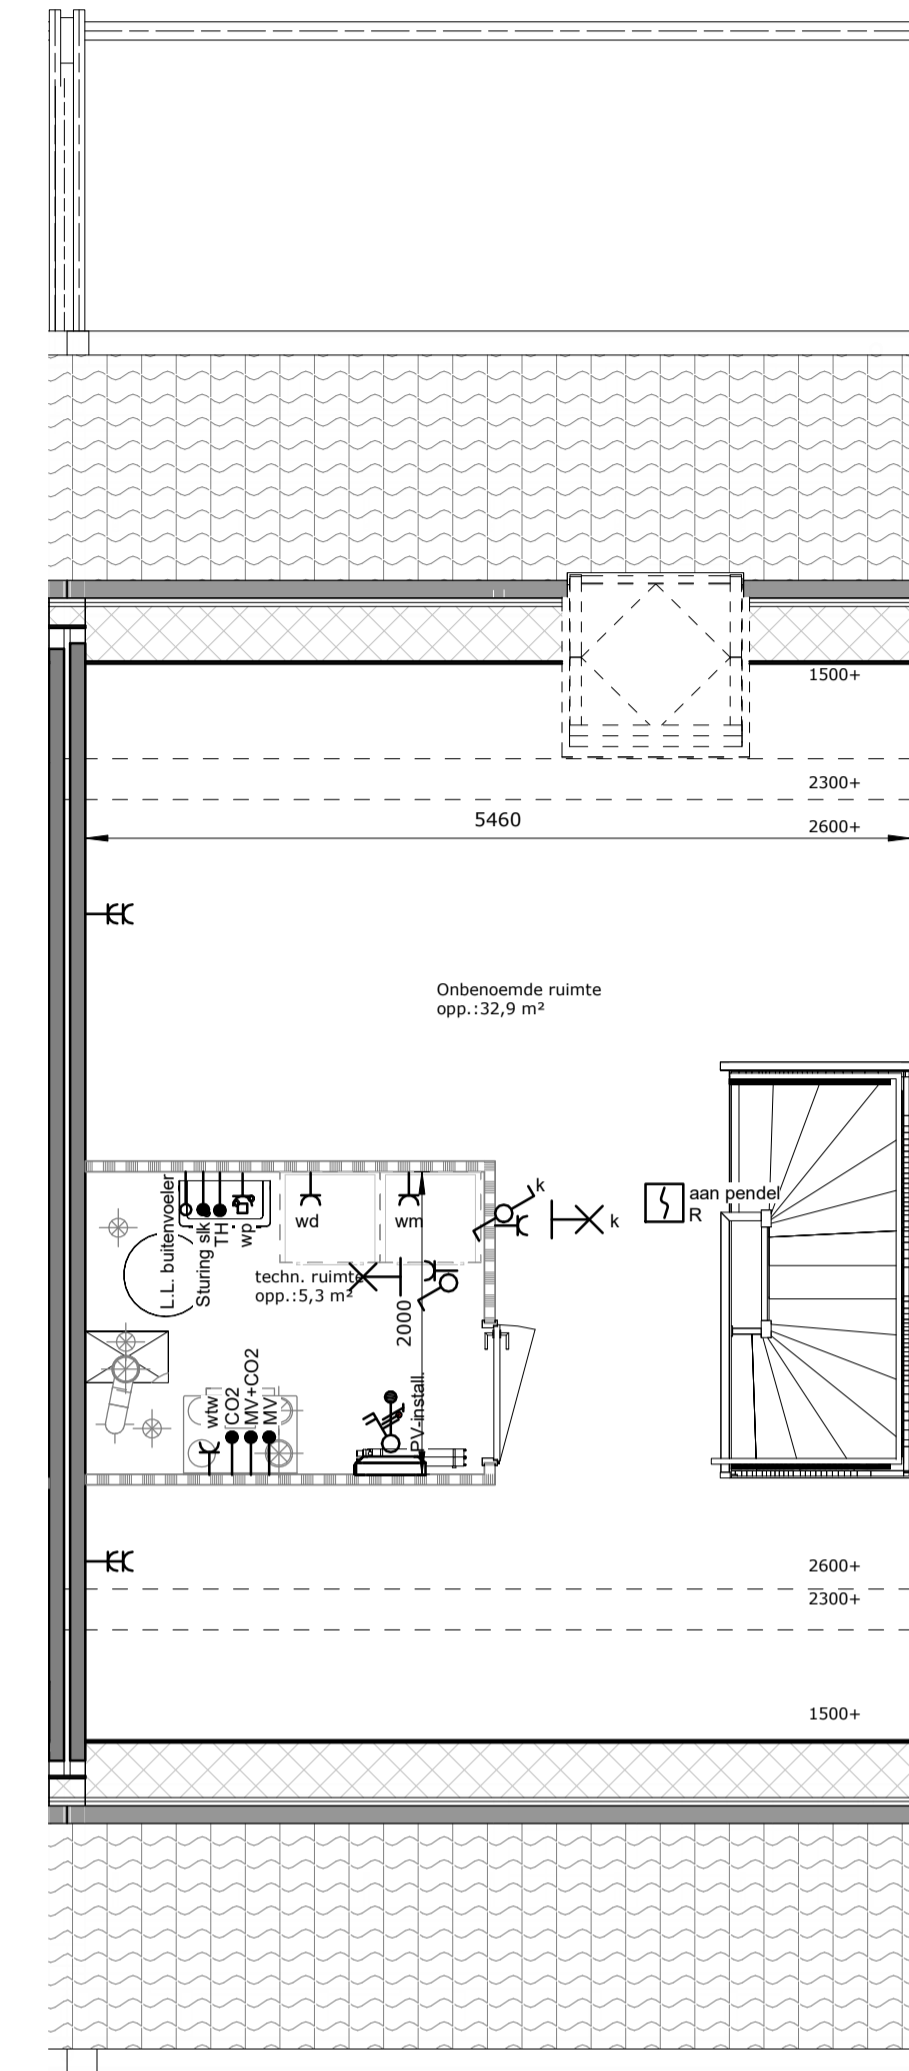 1500+
2300+
5460
2600+
Onbenoemde ruimte
opp.:32,9 m²
L.L. buitenvoeler
Sturing slk
TH
wp
wd
wm
k
k
aan pendel
R
techn. ruimte
opp.:5,3 m²
2000
wtw
CO2
MV+CO2
MV
PV-install.
2600+
2300+
1500+